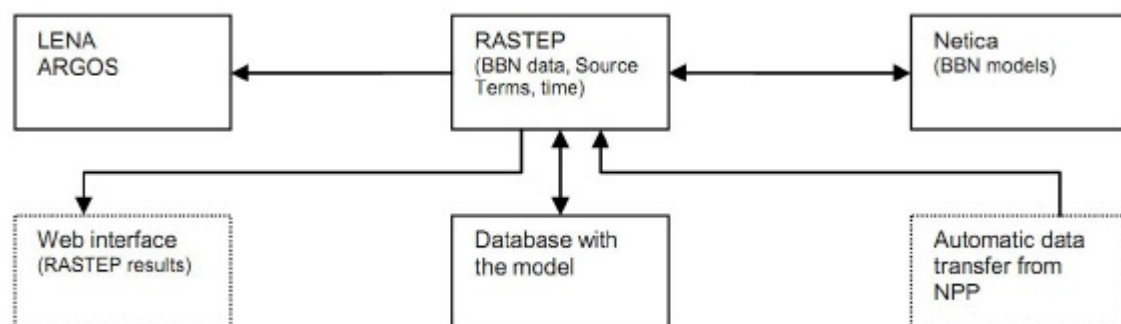 LENA
ARGOS
RASTEP
(BBN data, Source
Terms, time)
Netica
(BBN models)
Web interface
(RASTEP results)
Database with
the model
Automatic data
transfer from
NPP